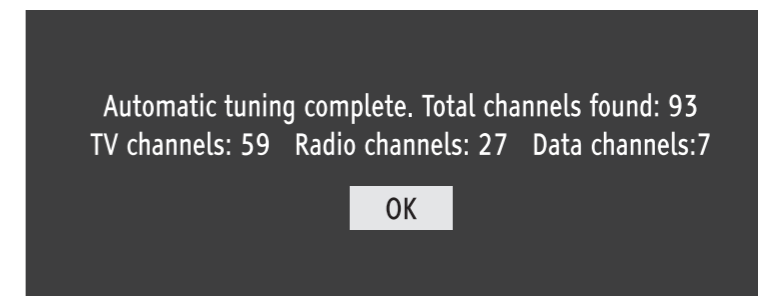 Automatic tuning complete. Total channels found: 93
TV channels: 59 Radio channels: 27 Data channels:7
OK